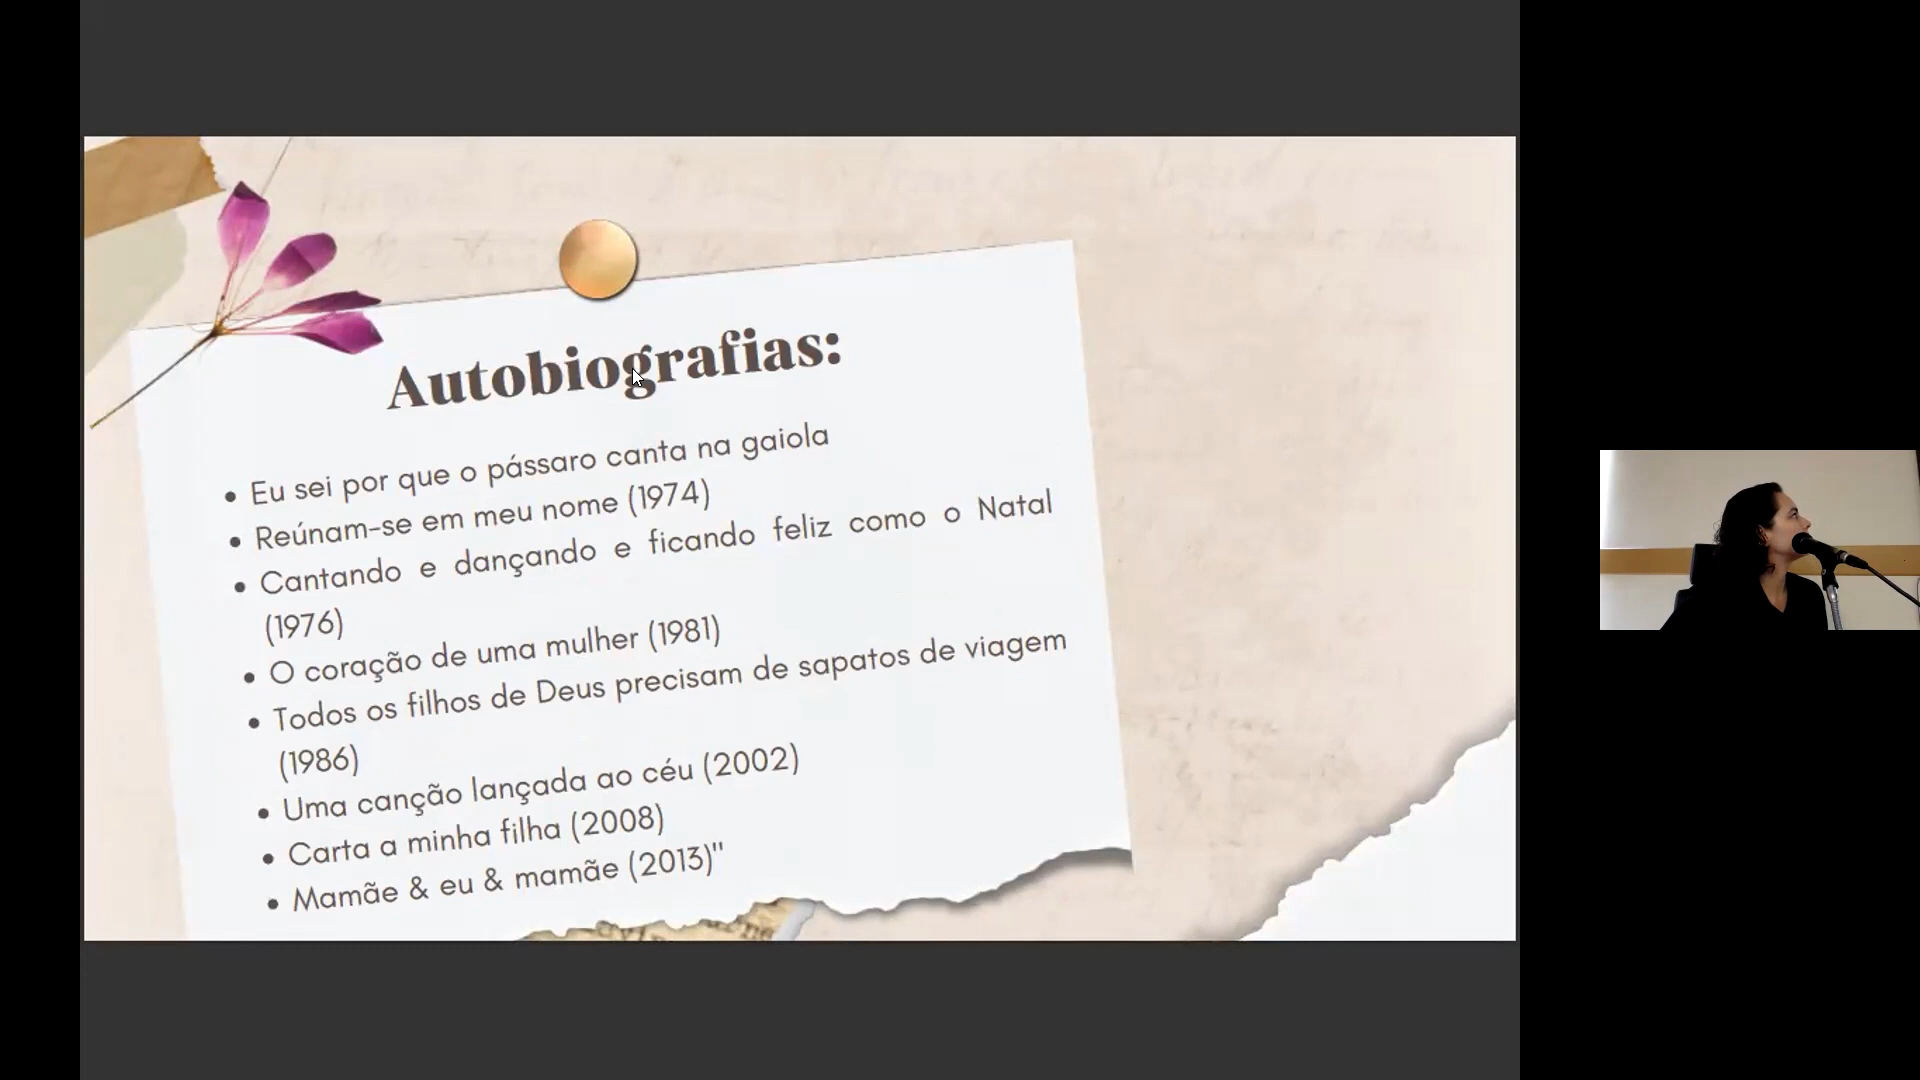 Autobiografias:
• Eu sei por que o pássaro canta na gaiola
• Reúnam-se em meu nome (1974)
• Cantando e dançando e ficando feliz como o Natal
(1976)
• O coração de uma mulher (1981)
• Todos os filhos de Deus precisam de sapatos de viagem
(1986)
• Uma canção lançada ao céu (2002)
• Carta a minha filha (2008)
• Mamãe & eu & mamãe (2013)"